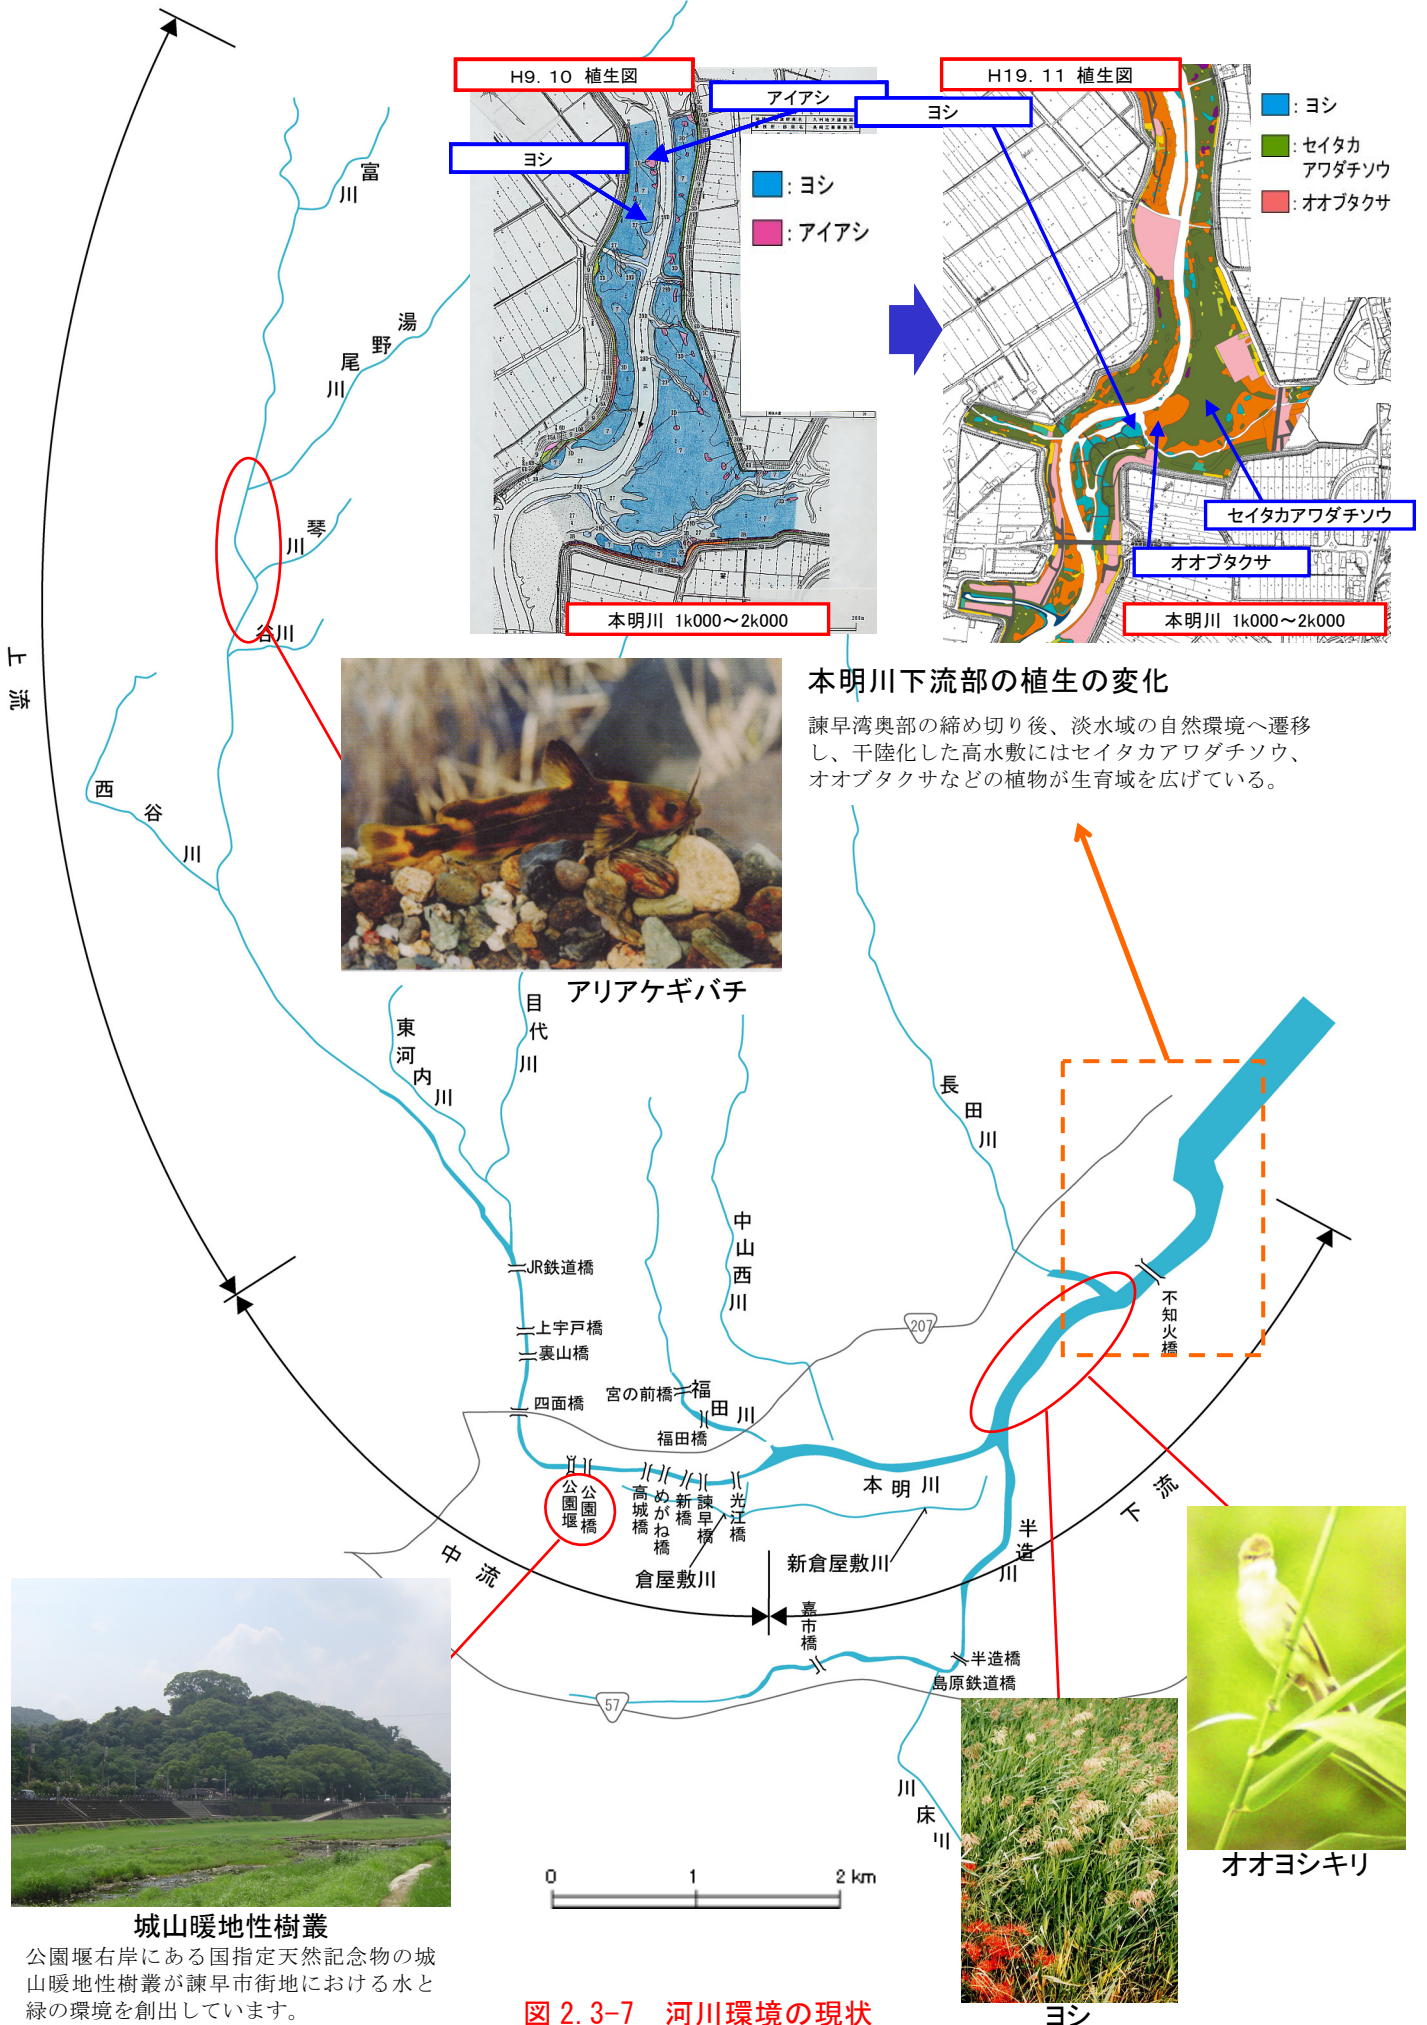 H9.10 植生図
アイアシ
ヨシ
ヨシ
アイアシ
本明川 1k000～2k000
H19.11 植生図
ヨシ
ヨシ
セイタカ
アワダチソウ
オオブタクサ
セイタカアワダチソウ
オオブタクサ
本明川 1k000～2k000
本明川下流部の植生の変化
諫早湾奥部の締め切り後、淡水域の自然環境へ遷移
し、干陸化した高水敷にはセイタカアワダチソウ、
オオブタクサなどの植物が生育域を広げている。
富川
湯野尾川
琴川
谷川
西谷川
上流
アリアケギバチ
東河内川
目代川
中山西川
長田川
JR鉄道橋
上宇戸橋
裏山橋
四面橋
宮の前橋
福田川
福田橋
207
不知火橋
公園堰
公園橋
高城橋
めがね橋
新橋
諫早橋
光江橋
本明川
倉屋敷川
新倉屋敷川
半造川
中流
下流
嘉市橋
半造橋
島原鉄道橋
57
川床川
オオヨシキリ
ヨシ
城山暖地性樹叢
公園堰右岸にある国指定天然記念物の城
山暖地性樹叢が諫早市街地における水と
緑の環境を創出しています。
0 1 2 km
図 2.3-7 河川環境の現状